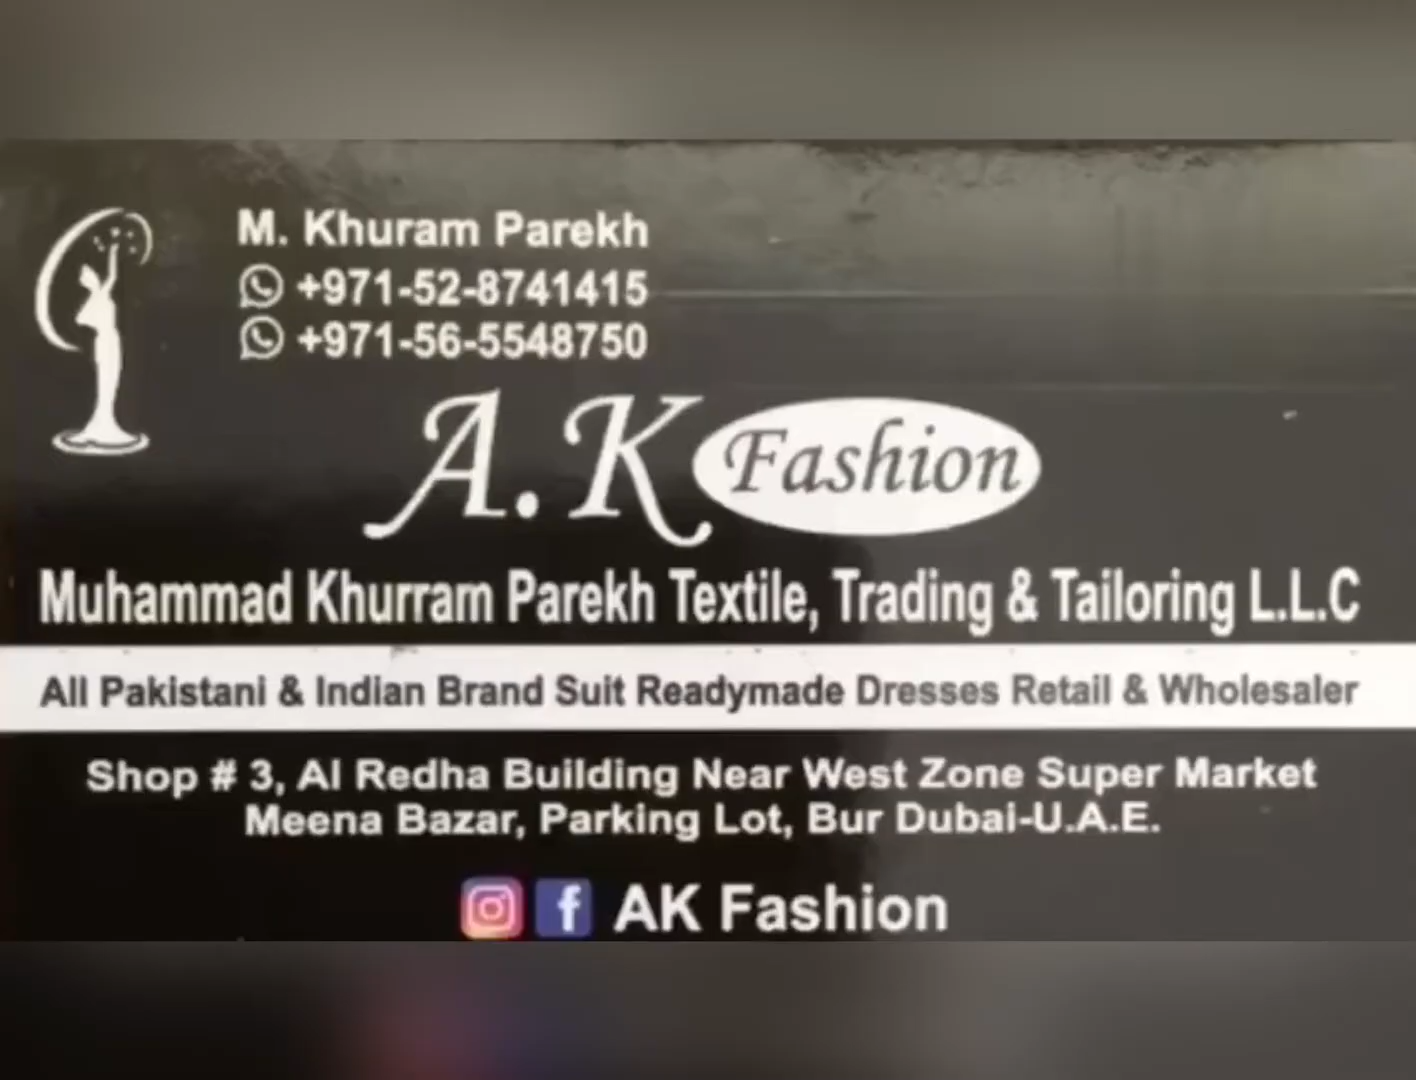 M. Khuram Parekh
+971-52-8741415
+971-56-5548750
A.K Fashion
Muhammad Khurram Parekh Textile, Trading & Tailoring L.L.C
All Pakistani & Indian Brand Suit Readymade Dresses Retail & Wholesaler
Shop # 3, Al Redha Building Near West Zone Super Market
Meena Bazar, Parking Lot, Bur Dubai-U.A.E.
AK Fashion